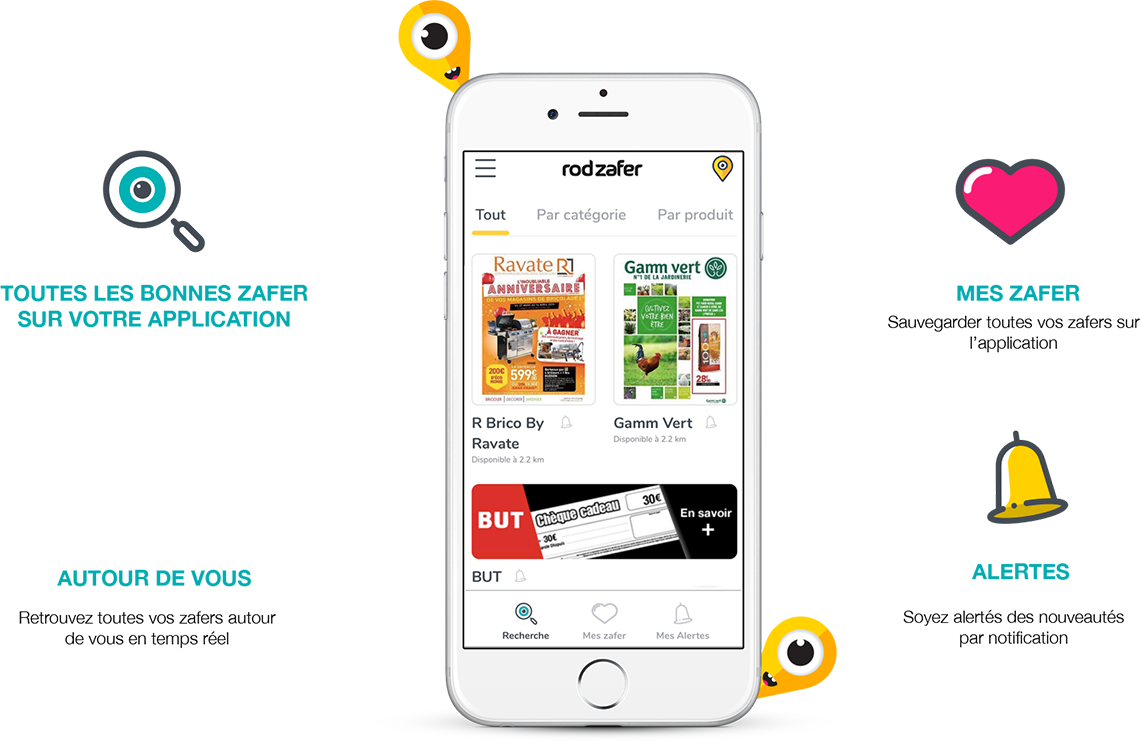 TOUTES LES BONNES ZAFER
SUR VOTRE APPLICATION
AUTOUR DE VOUS
Retrouvez toutes vos zafers autour
de vous en temps réel
rodzafer
Tout
Par catégorie
Par produit
Ravate R
L'INOUBLIABLE
ANNIVERSAIRE
DE VOS MAGASINS DE BRICOLAGE !
À GAGNER
200€
599€
BRICOLER | DECORER | JARDINER
R Brico By
Ravate
Disponible à 2.2 km
Gamm vert
N°1 DE LA JARDINERIE
CULTIVEZ
VOTRE BIEN
ÊTRE
28
Gamm Vert
Disponible à 2.2 km
BUT
Chèque cadeau
30€
30€
En savoir
+
BUT
Recherche
Mes zafer
Mes Alertes
MES ZAFER
Sauvegarder toutes vos zafers sur
l'application
ALERTES
Soyez alertés des nouveautés
par notification